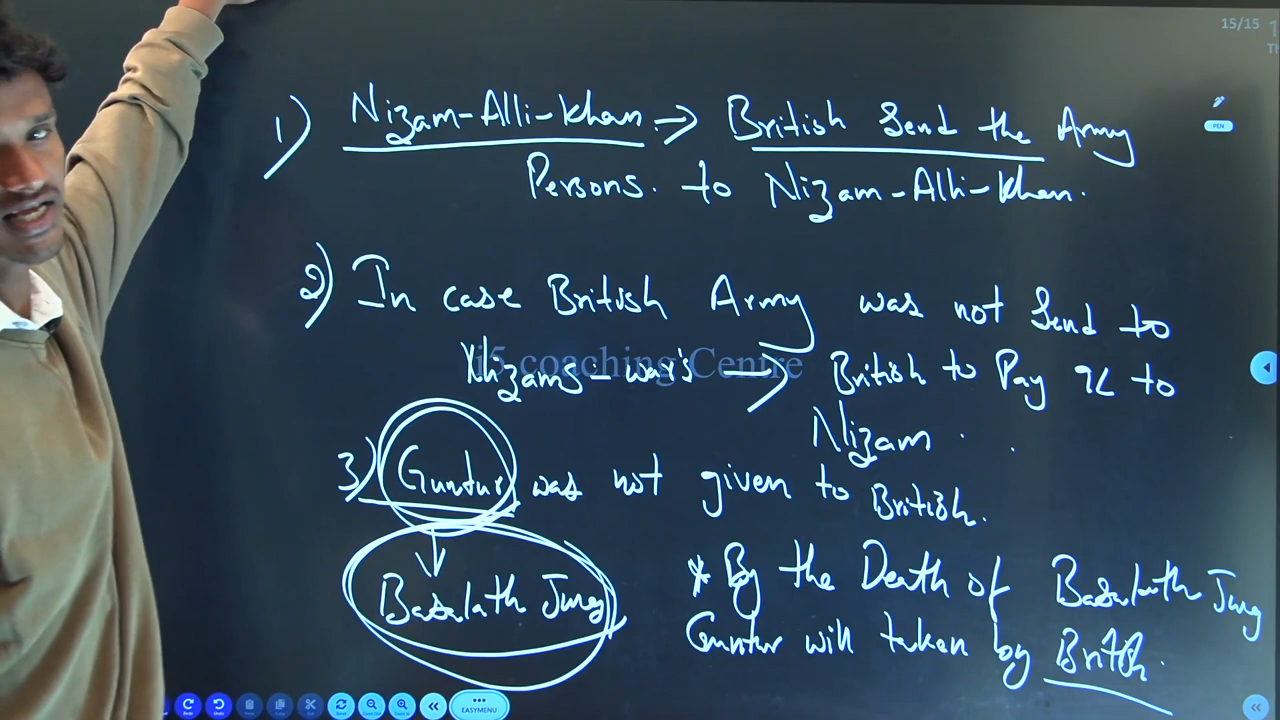 15/15
PEN
1) Nizam-Alli-Khan. → British Send the Army
Persons. to Nizam-Alli-Khan.
2) In case British Army was not Send to
Nizams-war's → British to Pay 9L to
Nizam.
i5 coaching Centre
3) Guntur was not given to British.
↓
Basalath Jung
* By the Death of Basalath Jung
Guntur will taken by British.
EASYMENU